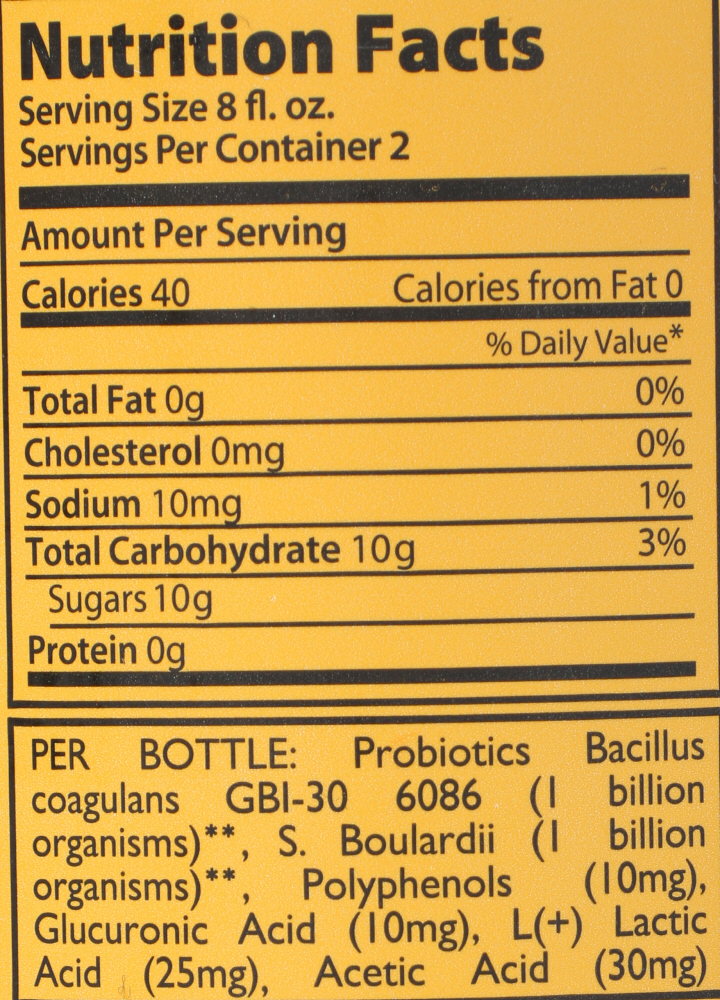 Nutrition Facts
Serving Size 8 fl. oz.
Servings Per Container 2
Amount Per Serving
Calories 40 Calories from Fat 0
% Daily Value*
Total Fat 0g 0%
Cholesterol 0mg 0%
Sodium 10mg 1%
Total Carbohydrate 10g 3%
Sugars 10g
Protein 0g
PER BOTTLE: Probiotics Bacillus
coagulans GBI-30 6086 (1 billion
organisms)**, S. Boulardii (1 billion
organisms)**, Polyphenols (10mg),
Glucuronic Acid (10mg), L(+) Lactic
Acid (25mg), Acetic Acid (30mg)